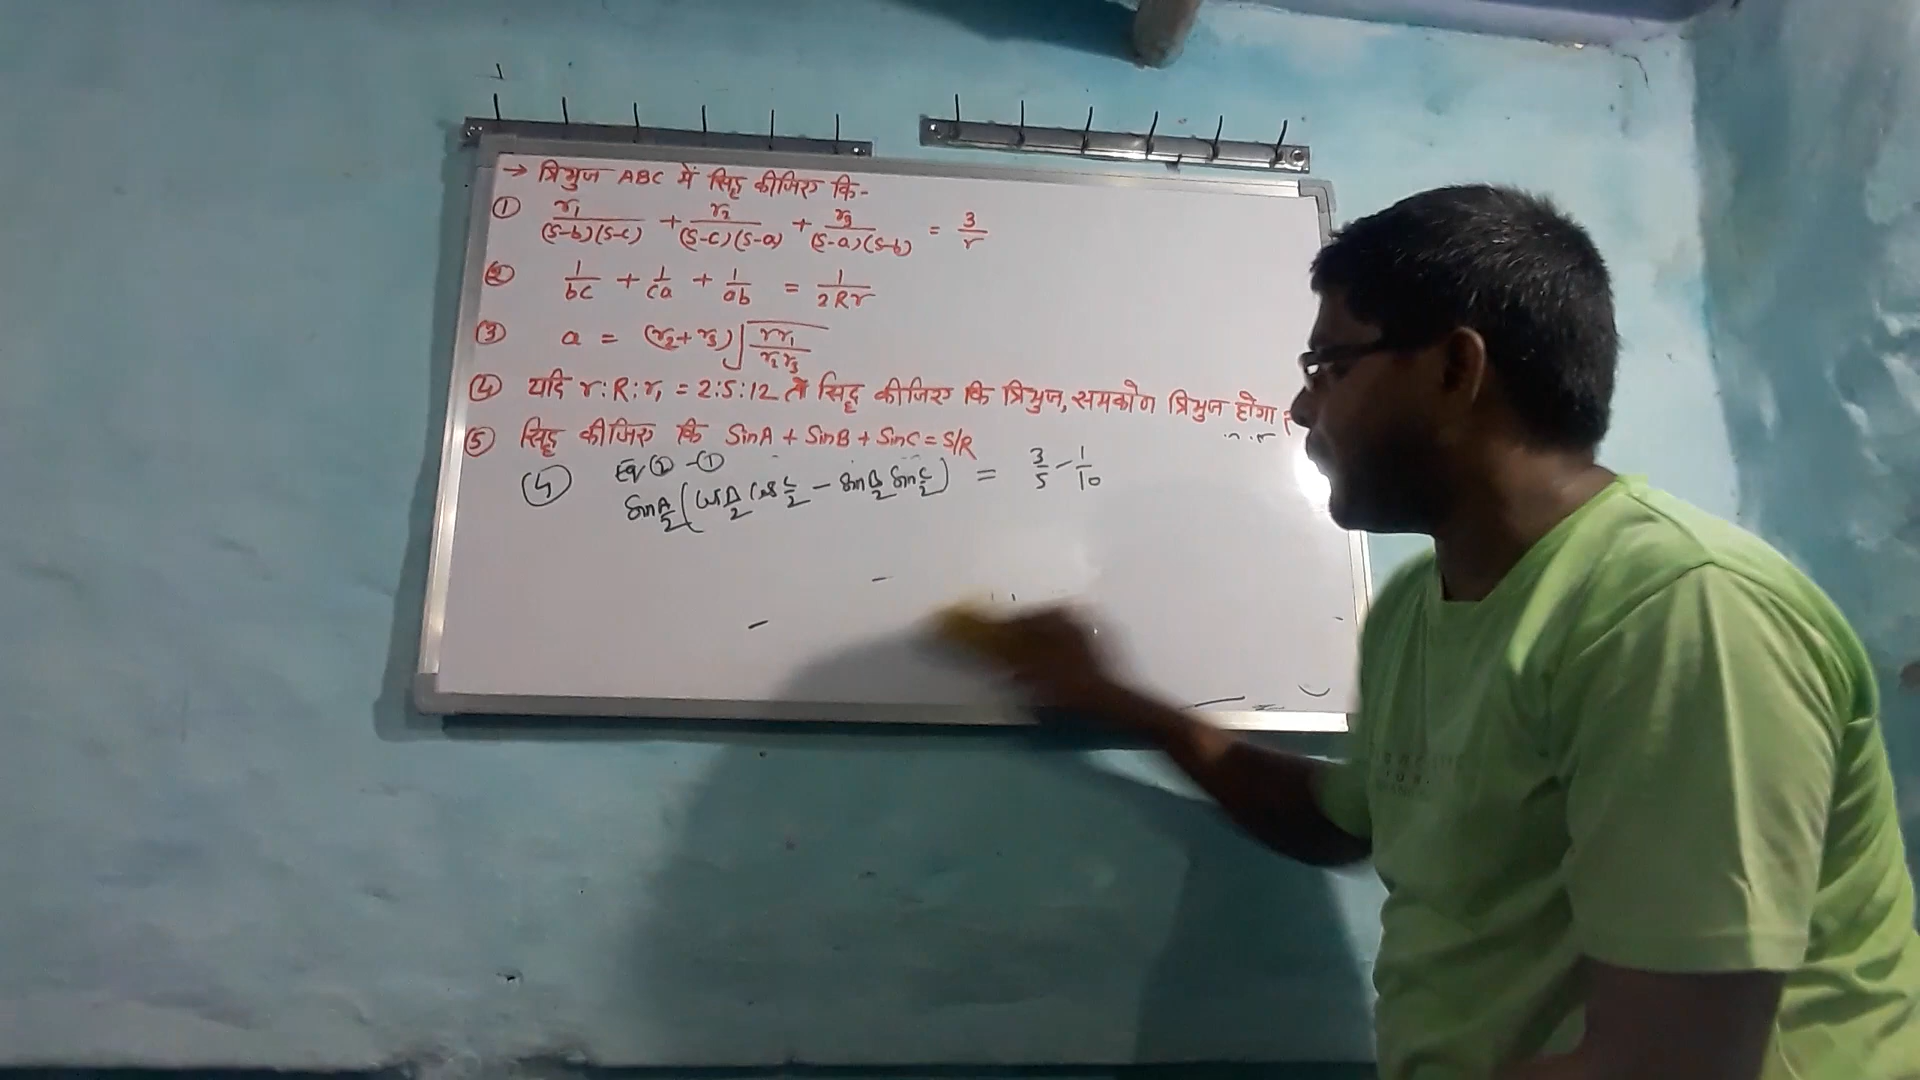 → त्रिभुज ABC में सिद्ध कीजिए कि-
① r₁/(s-b)(s-c) + r₂/(s-c)(s-a) + r₃/(s-a)(s-b) = 3/r
② 1/bc + 1/ca + 1/ab = 1/2Rr
③ a = (r₂+r₃)√(rr₁/r₂r₃)
④ यदि r:R:r₁ = 2:5:12 तो सिद्ध कीजिए कि त्रिभुज, समकोण त्रिभुज होगा
⑤ सिद्ध कीजिए कि SinA + SinB + SinC = S/R
④ Eq ② - ①
Sin A/2 (Cos B/2 Cos C/2 - Sin B/2 Sin C/2) = 3/5 - 1/10